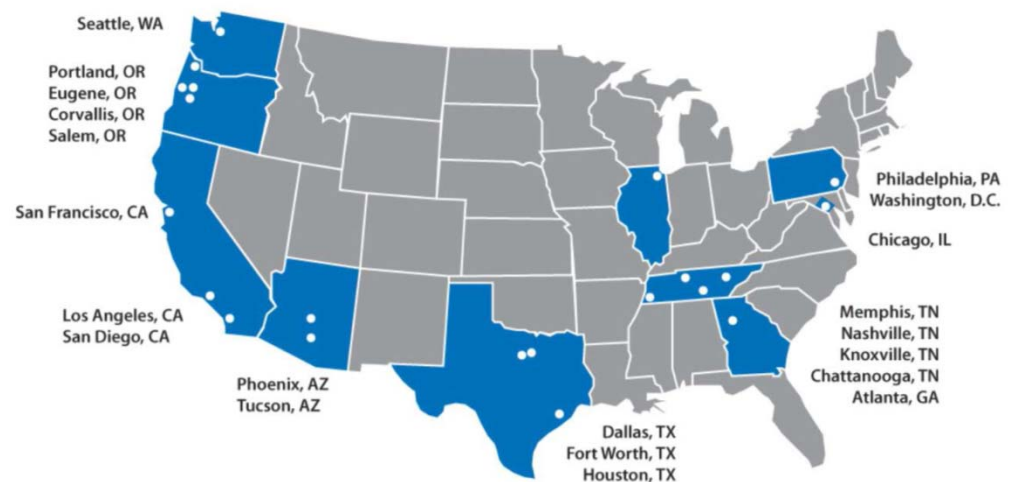 Seattle, WA
Portland, OR
Eugene, OR
Corvallis, OR
Salem, OR
San Francisco, CA
Los Angeles, CA
San Diego, CA
Phoenix, AZ
Tucson, AZ
Dallas, TX
Fort Worth, TX
Houston, TX
Philadelphia, PA
Washington, D.C.
Chicago, IL
Memphis, TN
Nashville, TN
Knoxville, TN
Chattanooga, TN
Atlanta, GA